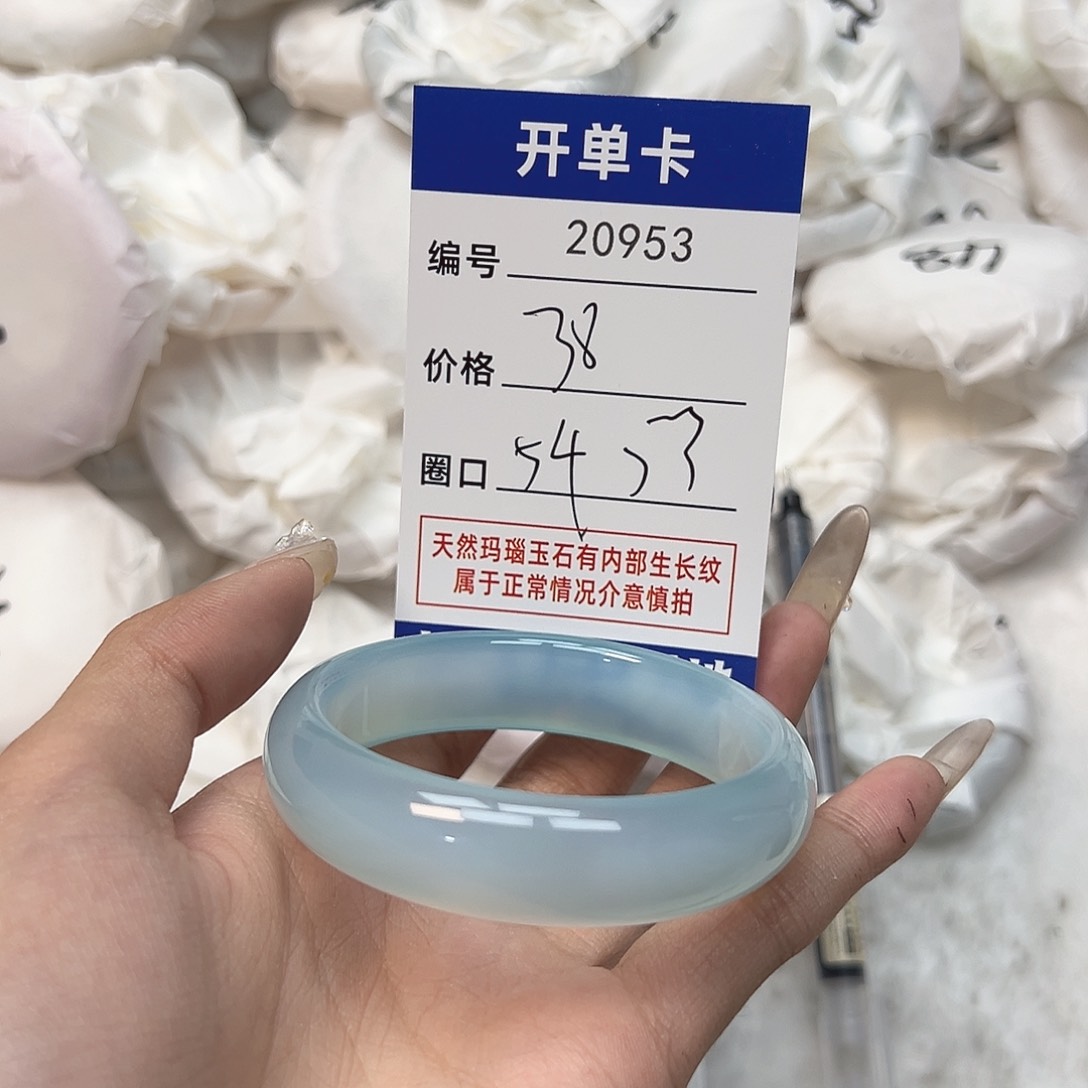 开单卡
编号 20953
价格 38
圈口 54
天然玛瑙玉石有内部生长纹
属于正常情况介意慎拍